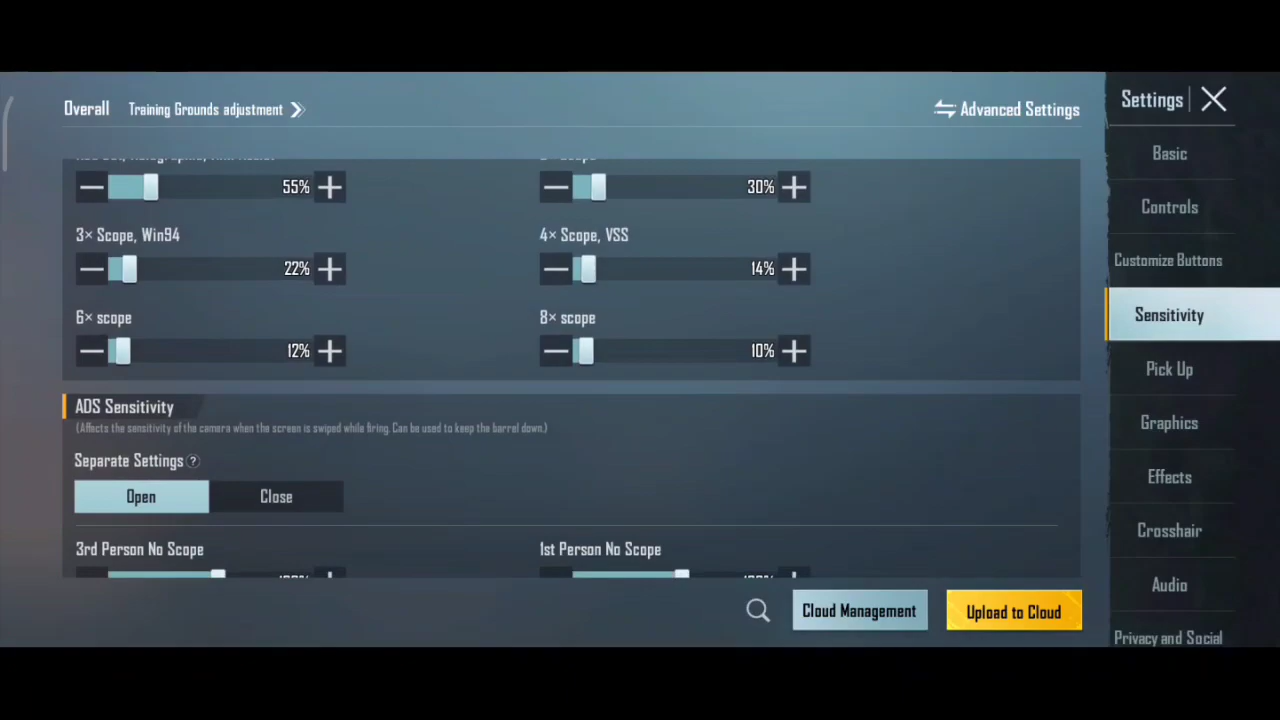 Overall Training Grounds adjustment
Advanced Settings
Settings
55%
30%
3× Scope, Win94
4× Scope, VSS
22%
14%
6× scope
8× scope
12%
10%
ADS Sensitivity
(Affects the sensitivity of the camera when the screen is swiped while firing. Can be used to keep the barrel down.)
Separate Settings ?
Open
Close
3rd Person No Scope
1st Person No Scope
Cloud Management
Upload to Cloud
Basic
Controls
Customize Buttons
Sensitivity
Pick Up
Graphics
Effects
Crosshair
Audio
Privacy and Social